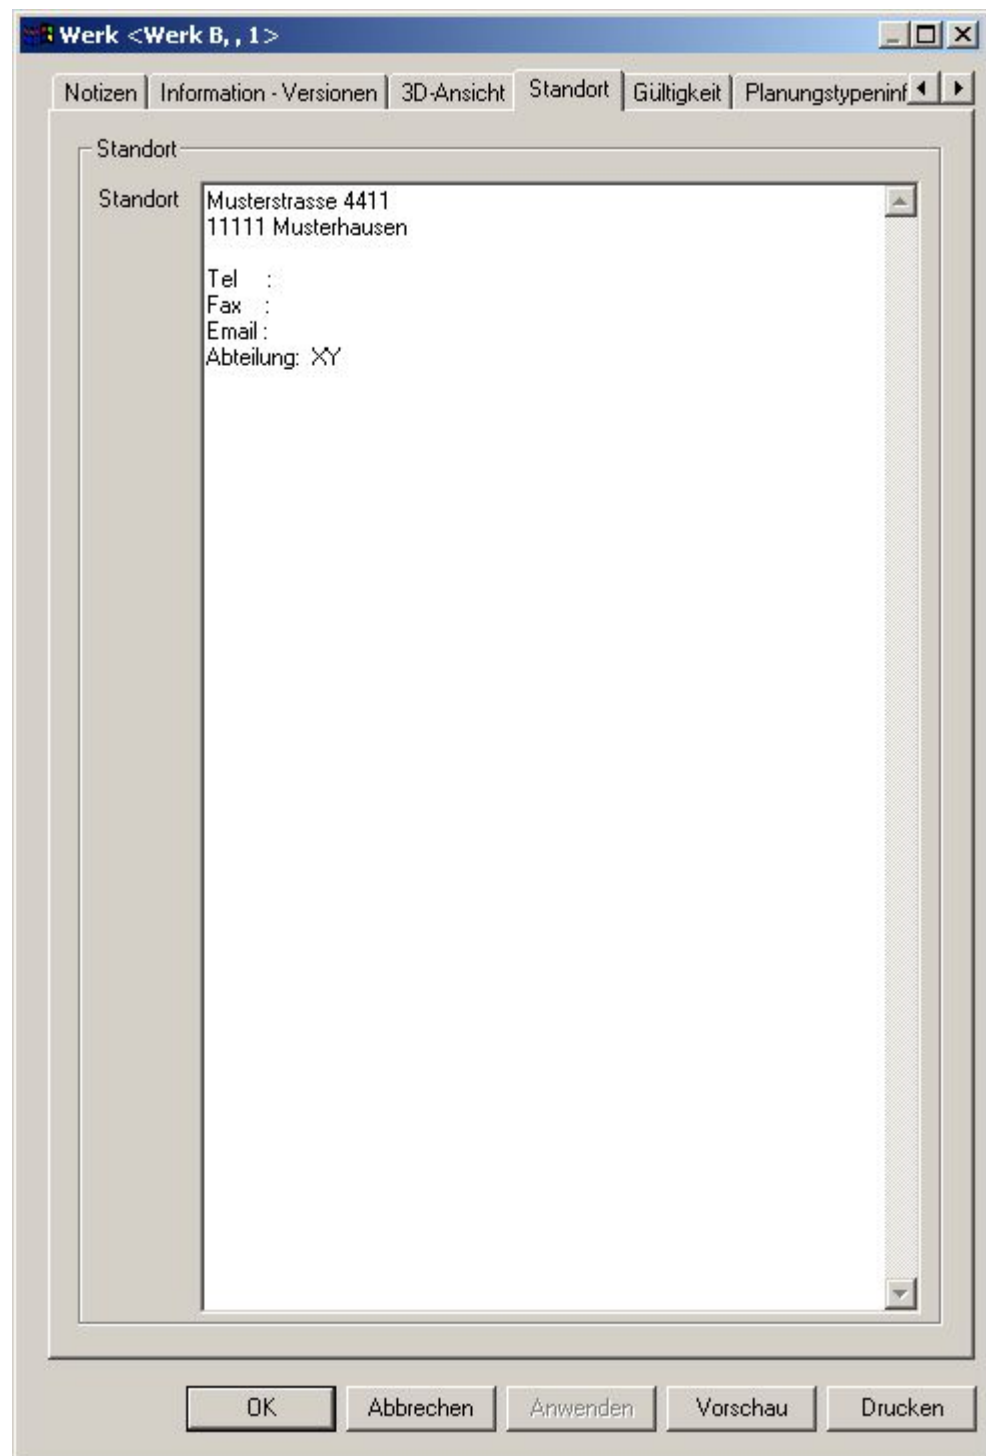 Werk <Werk B, , 1>
Notizen Information - Versionen 3D-Ansicht Standort Gültigkeit Planungstypeninf
Standort
Standort
Musterstrasse 4411
11111 Musterhausen
Tel :
Fax :
Email :
Abteilung: XY
OK Abbrechen Anwenden Vorschau Drucken